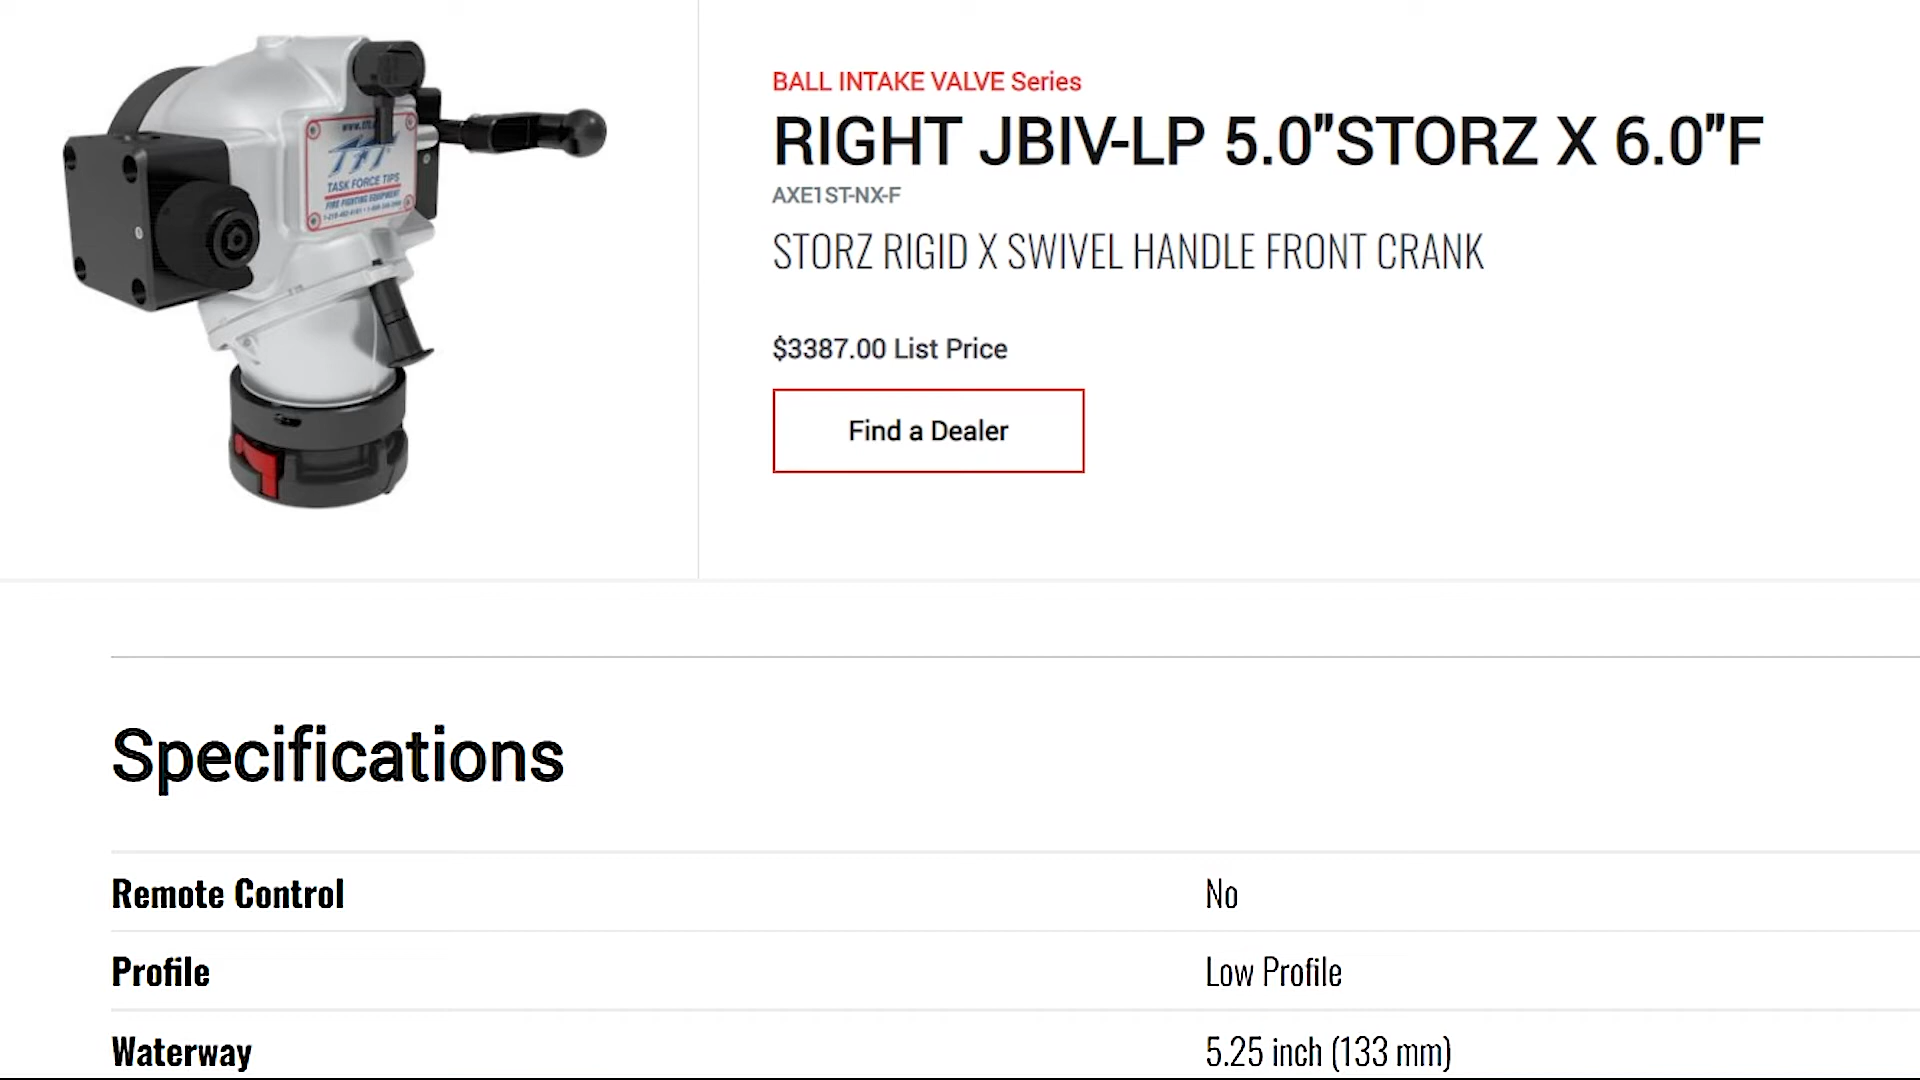 BALL INTAKE VALVE Series
RIGHT JBIV-LP 5.0"STORZ X 6.0"F
AXE1ST-NX-F
STORZ RIGID X SWIVEL HANDLE FRONT CRANK
$3387.00 List Price
Find a Dealer
TFT
TASK FORCE TIPS
FIRE FIGHTING EQUIPMENT
Specifications
Remote Control No
Profile Low Profile
Waterway 5.25 inch (133 mm)